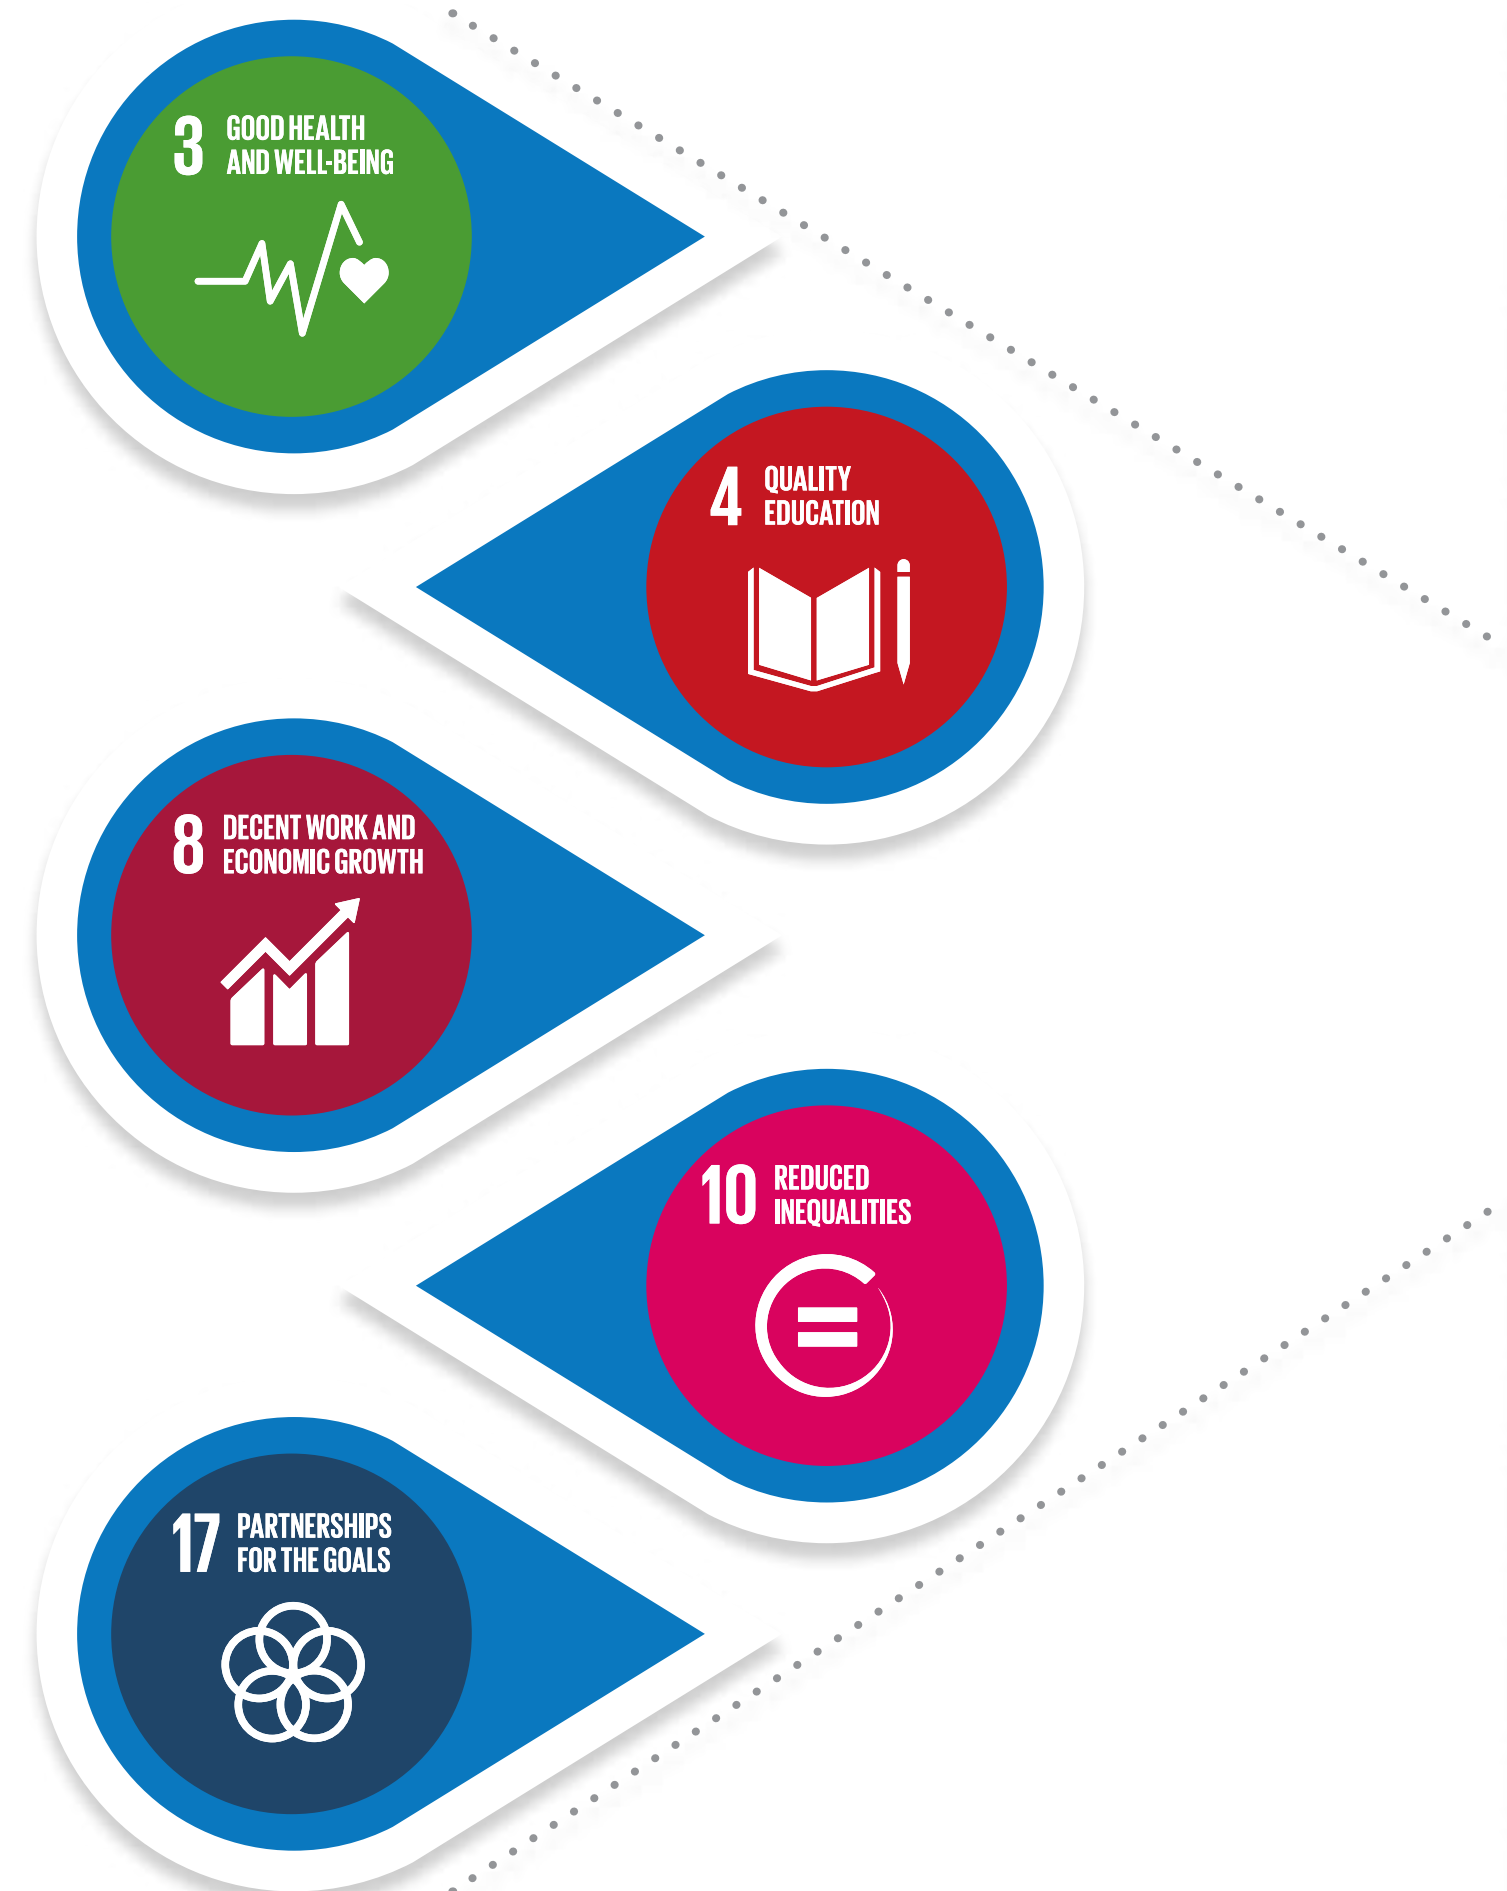 3
GOOD HEALTH
AND WELL-BEING
4
QUALITY
EDUCATION
8
DECENT WORK AND
ECONOMIC GROWTH
10
REDUCED
INEQUALITIES
17
PARTNERSHIPS
FOR THE GOALS